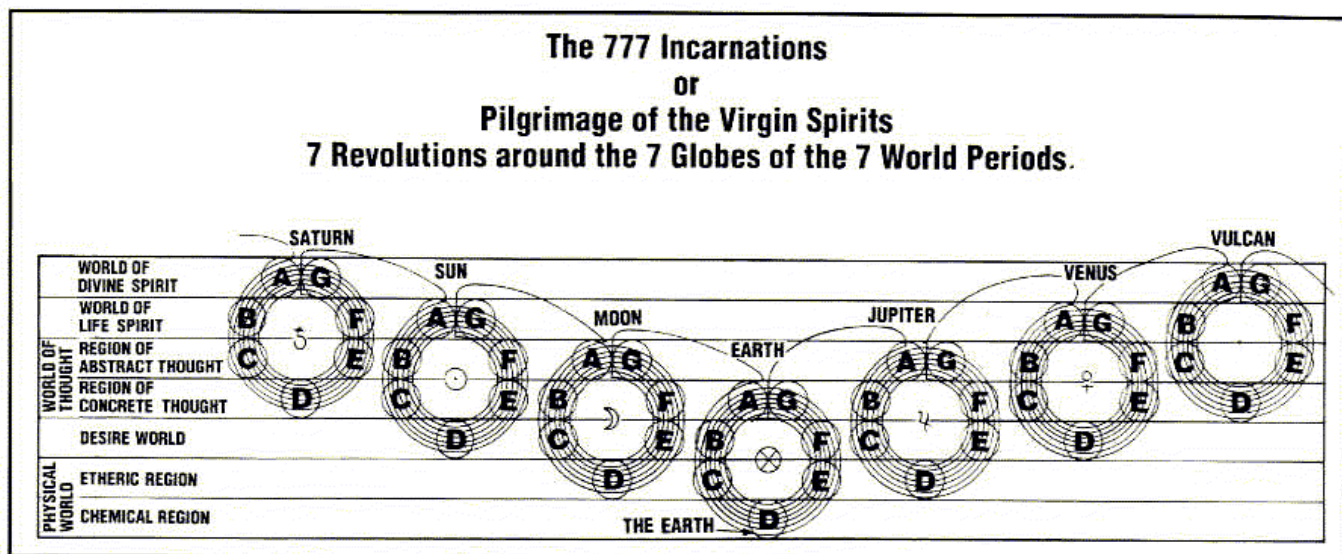 The 777 Incarnations
or
Pilgrimage of the Virgin Spirits
7 Revolutions around the 7 Globes of the 7 World Periods.
SATURN
SUN
MOON
EARTH
JUPITER
VENUS
VULCAN
WORLD OF
DIVINE SPIRIT
WORLD OF
LIFE SPIRIT
WORLD OF
THOUGHT
REGION OF
ABSTRACT THOUGHT
REGION OF
CONCRETE THOUGHT
DESIRE WORLD
PHYSICAL
WORLD
ETHERIC REGION
CHEMICAL REGION
A G
B F
C E
D
A G
B F
C E
D
A G
B F
C E
D
A G
B F
C E
D
A G
B F
C E
D
A G
B F
C E
D
A G
B F
C E
D
THE EARTH